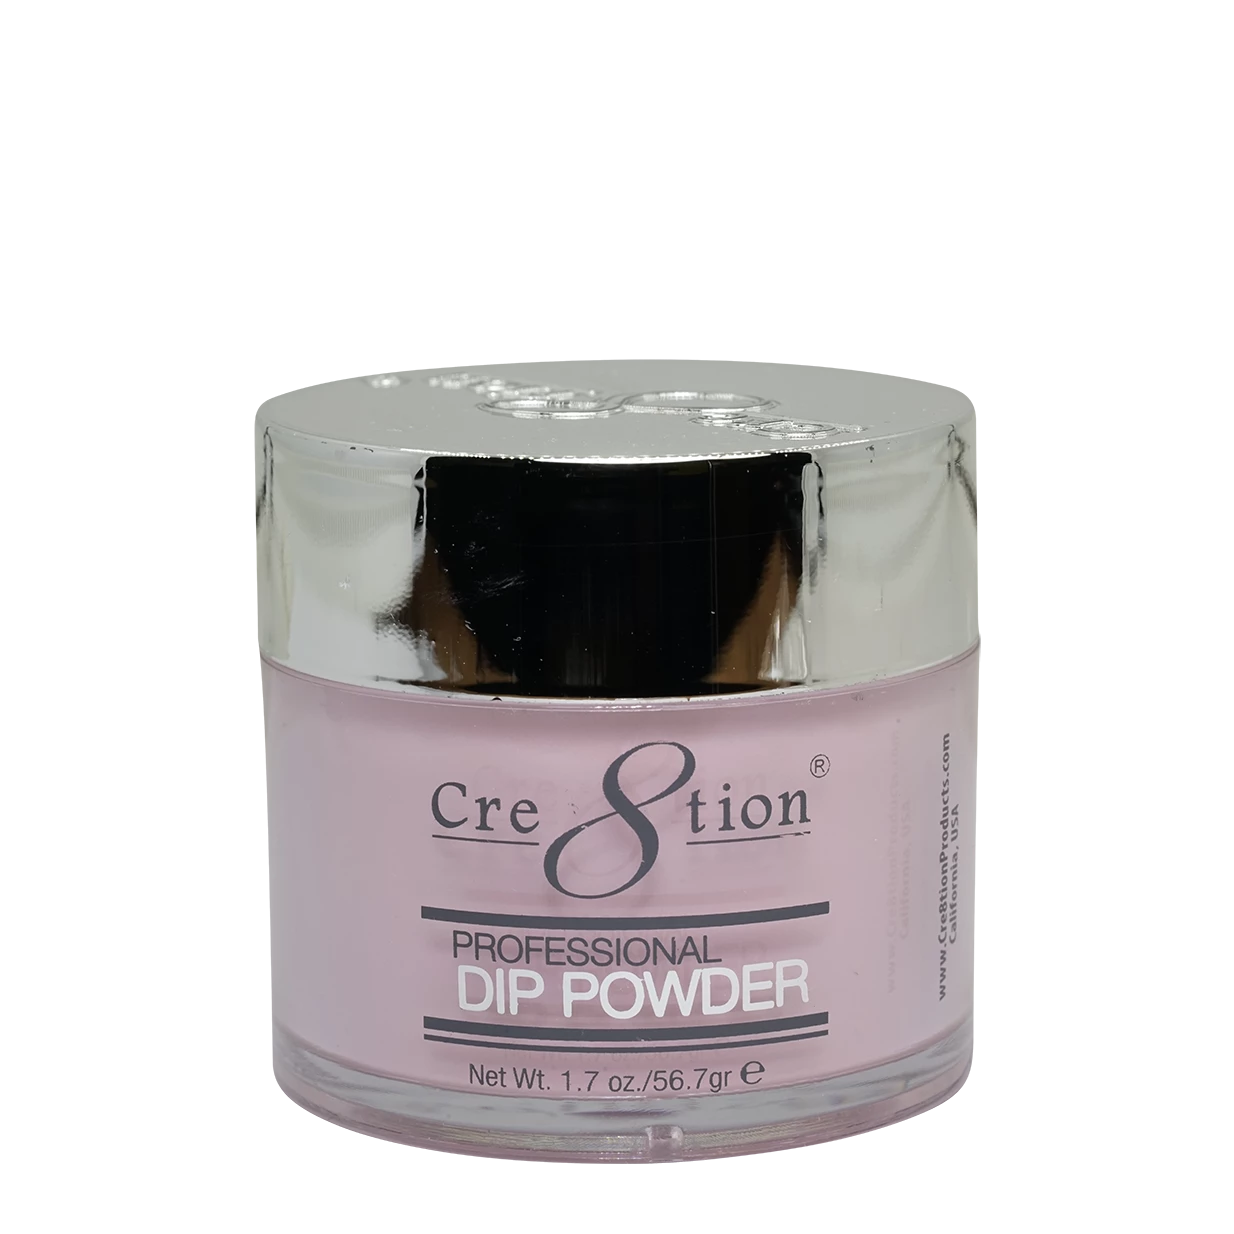 Cre8tion®
PROFESSIONAL
DIP POWDER
Net Wt. 1.7 oz./56.7gr ℮
www.Cre8tionProducts.com
California, USA